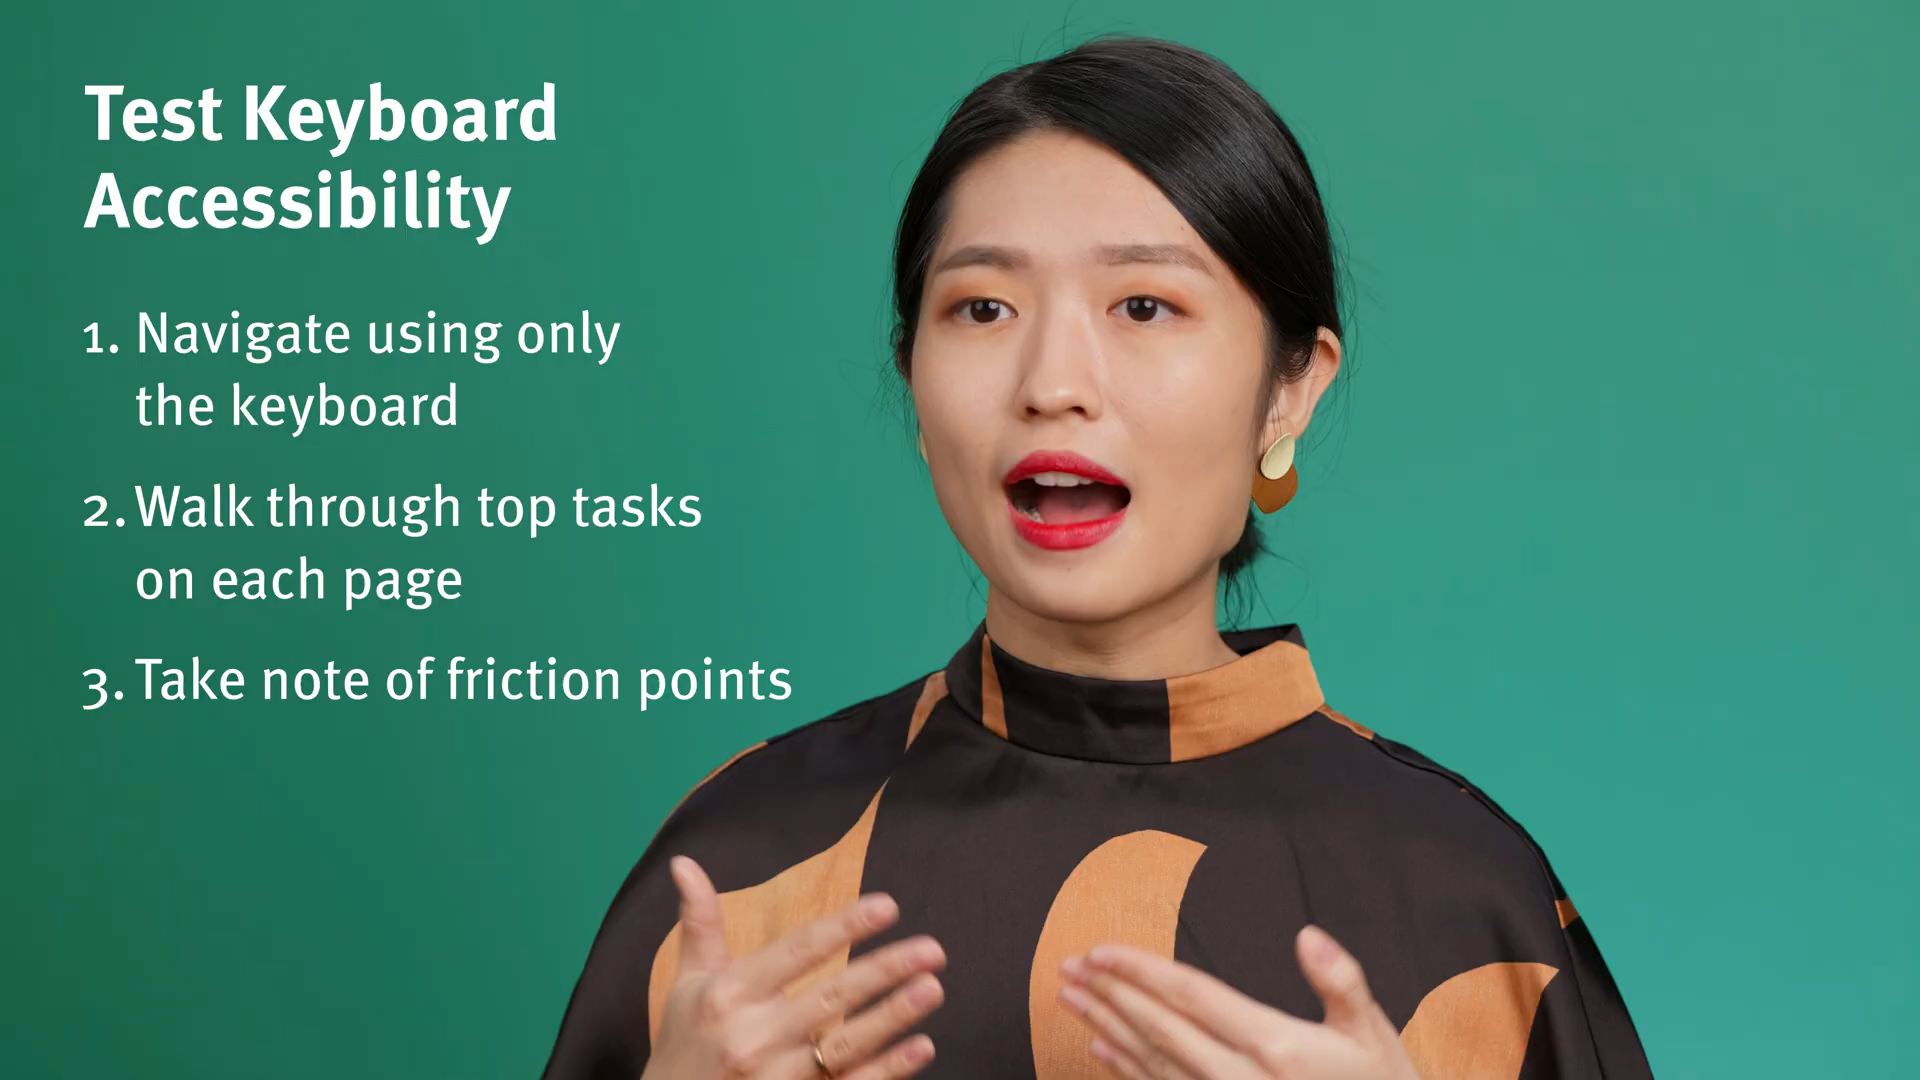 Test Keyboard
Accessibility
1. Navigate using only
the keyboard
2. Walk through top tasks
on each page
3. Take note of friction points